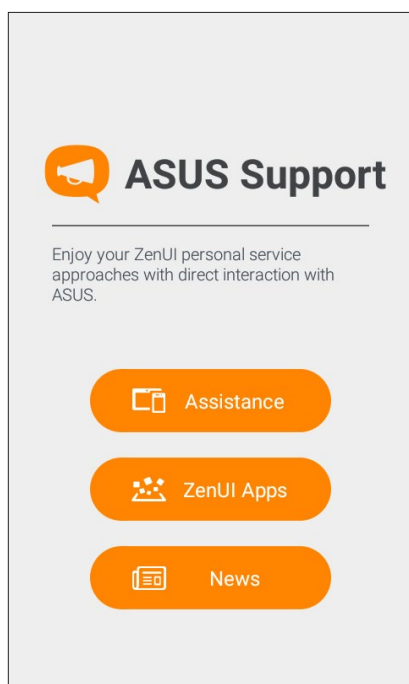 ASUS Support
Enjoy your ZenUI personal service
approaches with direct interaction with
ASUS.
Assistance
ZenUI Apps
News